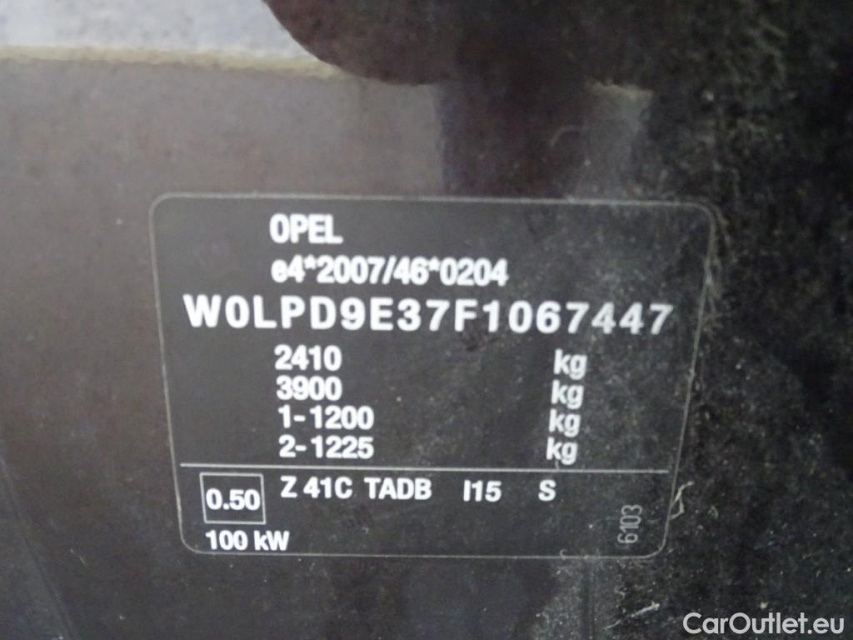 OPEL
e4*2007/46*0204
W0LPD9E37F1067447
2410 kg
3900 kg
1-1200 kg
2-1225 kg
0.50 Z 41C TADB I15 S
100 kW
6103
CarOutlet.eu